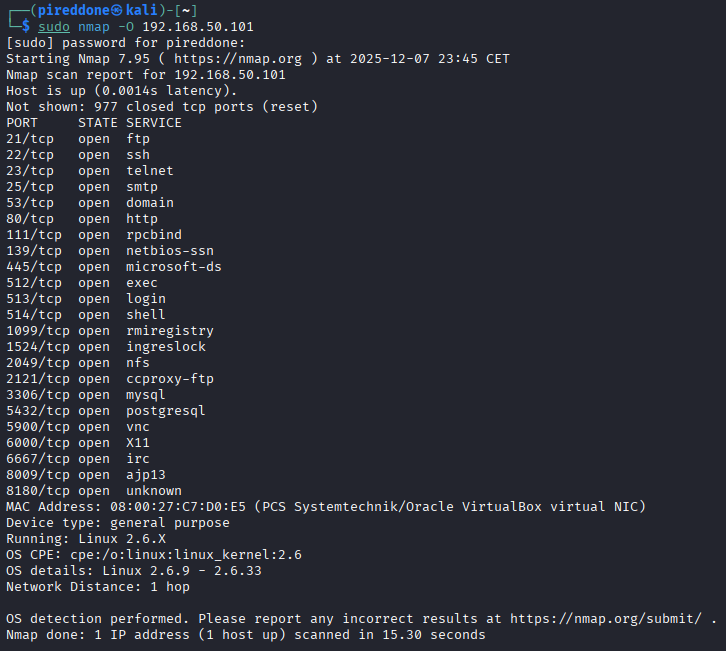 ┌──(pireddone㉿kali)-[~]
└─$ sudo nmap -O 192.168.50.101
[sudo] password for pireddone:
Starting Nmap 7.95 ( https://nmap.org ) at 2025-12-07 23:45 CET
Nmap scan report for 192.168.50.101
Host is up (0.0014s latency).
Not shown: 977 closed tcp ports (reset)
PORT     STATE SERVICE
21/tcp   open  ftp
22/tcp   open  ssh
23/tcp   open  telnet
25/tcp   open  smtp
53/tcp   open  domain
80/tcp   open  http
111/tcp  open  rpcbind
139/tcp  open  netbios-ssn
445/tcp  open  microsoft-ds
512/tcp  open  exec
513/tcp  open  login
514/tcp  open  shell
1099/tcp open  rmiregistry
1524/tcp open  ingreslock
2049/tcp open  nfs
2121/tcp open  ccproxy-ftp
3306/tcp open  mysql
5432/tcp open  postgresql
5900/tcp open  vnc
6000/tcp open  X11
6667/tcp open  irc
8009/tcp open  ajp13
8180/tcp open  unknown
MAC Address: 08:00:27:C7:D0:E5 (PCS Systemtechnik/Oracle VirtualBox virtual NIC)
Device type: general purpose
Running: Linux 2.6.X
OS CPE: cpe:/o:linux:linux_kernel:2.6
OS details: Linux 2.6.9 - 2.6.33
Network Distance: 1 hop

OS detection performed. Please report any incorrect results at https://nmap.org/submit/ .
Nmap done: 1 IP address (1 host up) scanned in 15.30 seconds